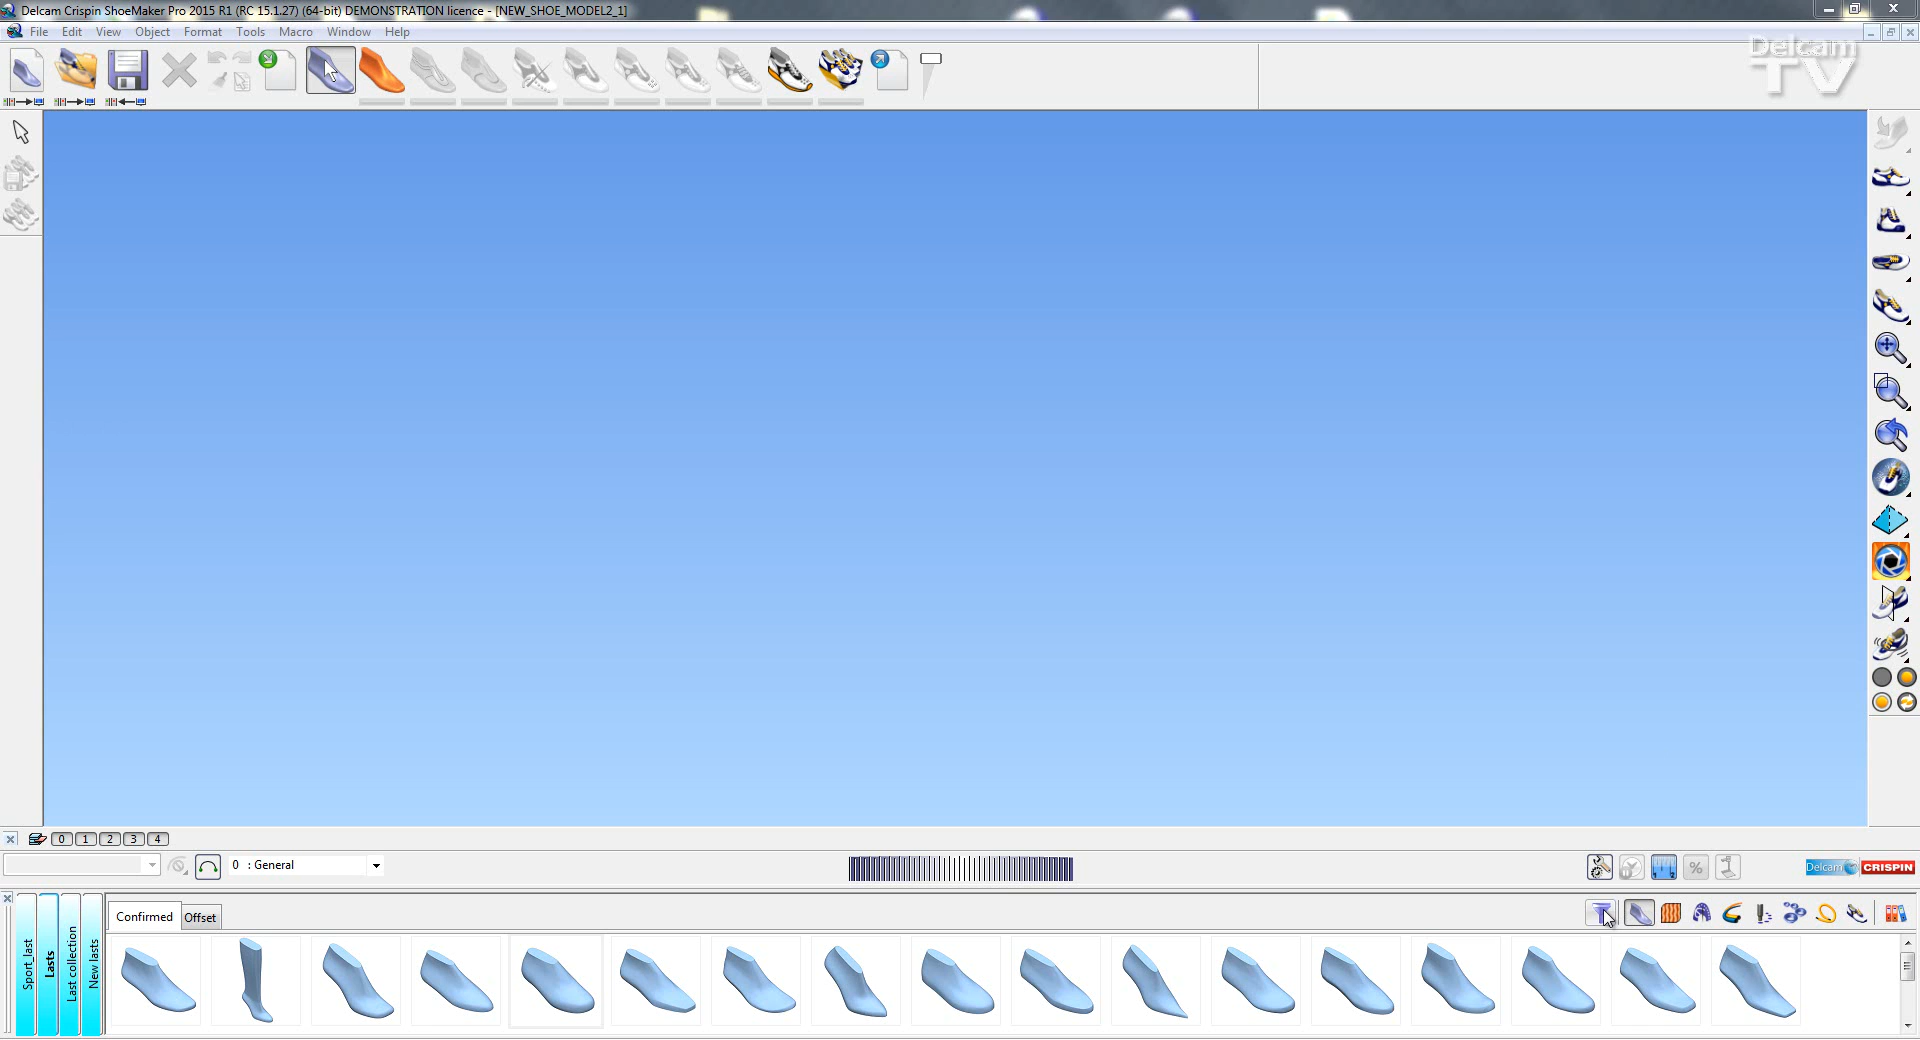 Delcam Crispin ShoeMaker Pro 2015 R1 (RC 15.1.27) (64-bit) DEMONSTRATION licence - [NEW_SHOE_MODEL2_1]
File Edit View Object Format Tools Macro Window Help
Delcam
TV
0 1 2 3 4
0 : General
%
Delcam CRISPIN
Sport_last
Lasts
Last collection
New lasts
Confirmed Offset